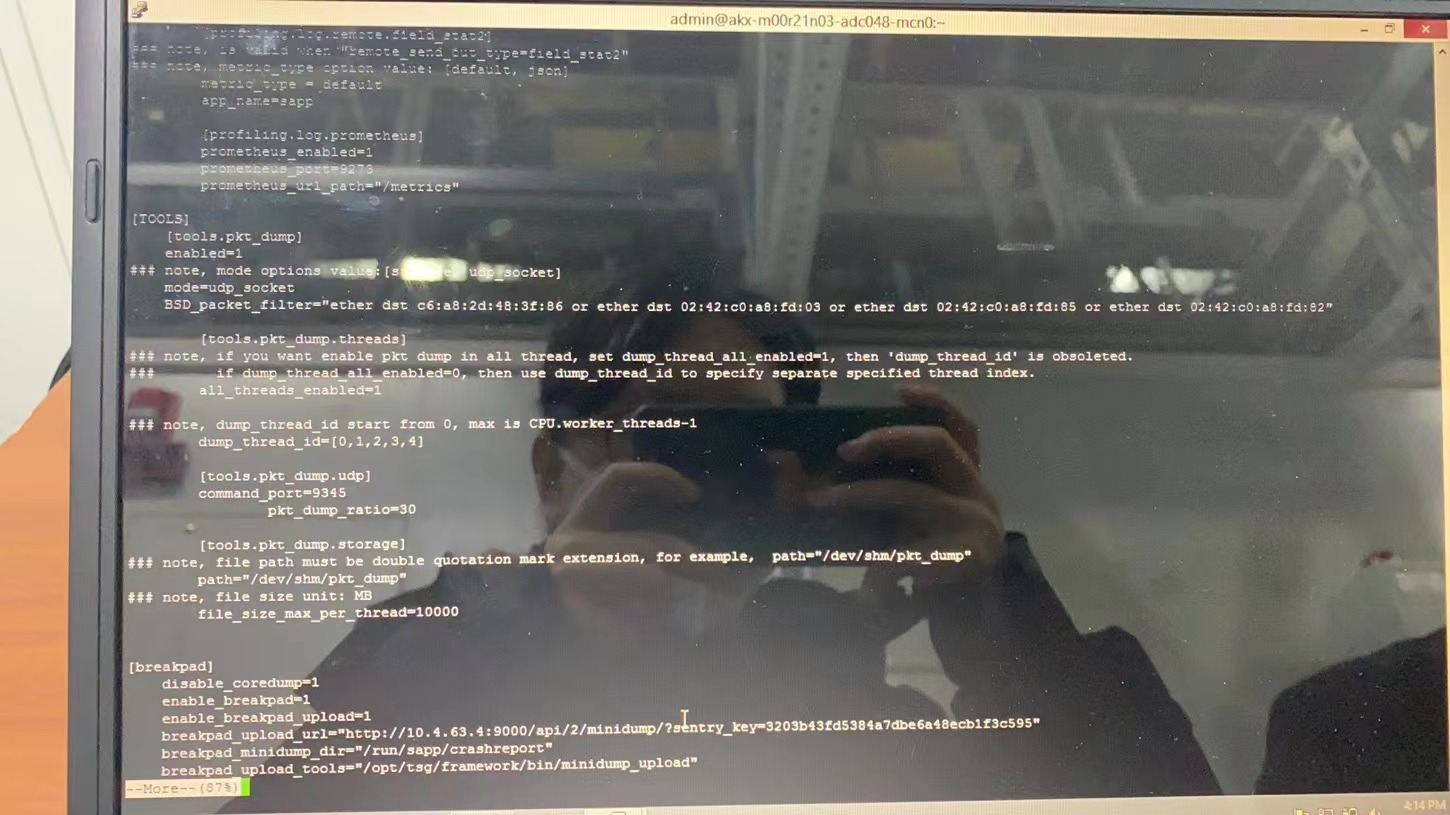 admin@akx-m00r21n03-adc048-mcn0:~
[profiling.log.remote.field_stat2]
### note, is valid when "remote_send_out_type=field_stat2"
### note, metric_type option value: [default, json]
metric_type = default
app_name=sapp
[profiling.log.prometheus]
prometheus_enabled=1
prometheus_port=9273
prometheus_url_path="/metrics"
[TOOLS]
[tools.pkt_dump]
enabled=1
### note, mode options value:[ udp_socket]
mode=udp_socket
BSD_packet_filter="ether dst c6:a8:2d:48:3f:86 or ether dst 02:42:c0:a8:fd:03 or ether dst 02:42:c0:a8:fd:85 or ether dst 02:42:c0:a8:fd:82"
[tools.pkt_dump.threads]
### note, if you want enable pkt dump in all thread, set dump_thread_all_enabled=1, then 'dump_thread_id' is obsoleted.
### if dump_thread_all_enabled=0, then use dump_thread_id to specify separate specified thread index.
all_threads_enabled=1
### note, dump_thread_id start from 0, max is CPU.worker_threads-1
dump_thread_id=[0,1,2,3,4]
[tools.pkt_dump.udp]
command_port=9345
pkt_dump_ratio=30
[tools.pkt_dump.storage]
### note, file path must be double quotation mark extension, for example, path="/dev/shm/pkt_dump"
path="/dev/shm/pkt_dump"
### note, file size unit: MB
file_size_max_per_thread=10000
[breakpad]
disable_coredump=1
enable_breakpad=1
enable_breakpad_upload=1
breakpad_upload_url="http://10.4.63.4:9000/api/2/minidump/?sentry_key=3203b43fd5384a7dbe6a48ecb1f3c595"
breakpad_minidump_dir="/run/sapp/crashreport"
breakpad_upload_tools="/opt/tsg/framework/bin/minidump_upload"
--More--(87%)
4:14 PM